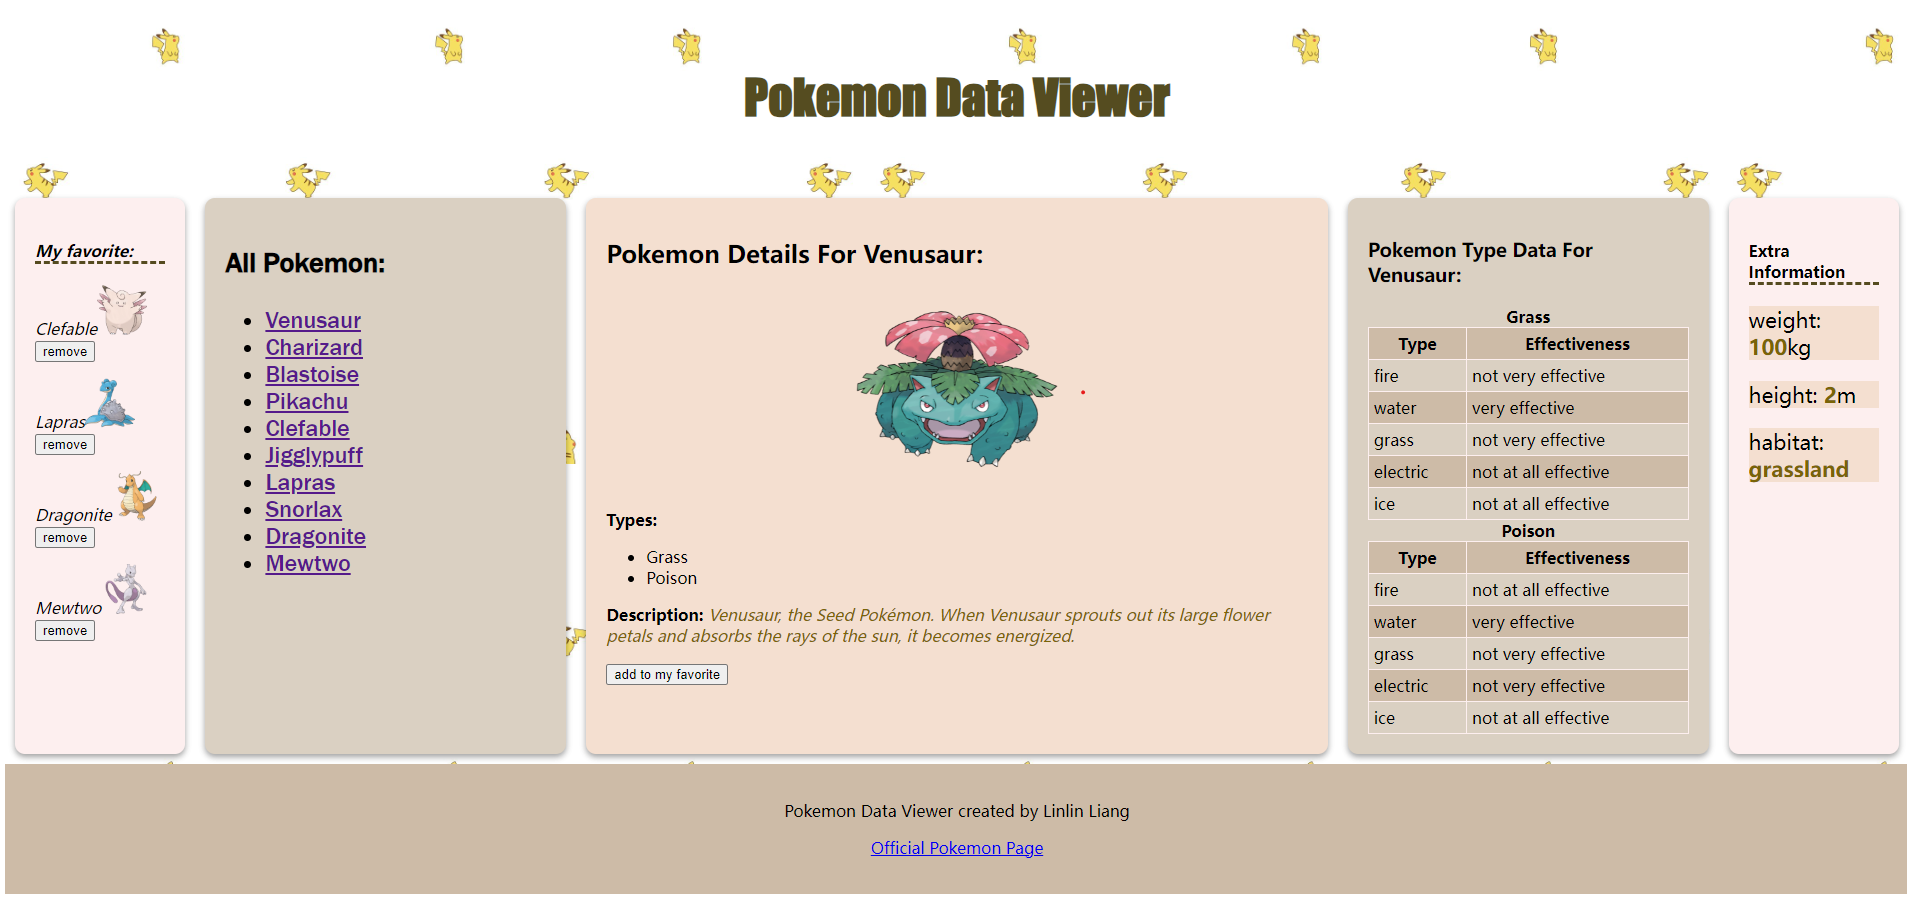 Pokemon Data Viewer
My favorite:
Clefable
remove
Lapras
remove
Dragonite
remove
Mewtwo
remove
All Pokemon:
Venusaur
Charizard
Blastoise
Pikachu
Clefable
Jigglypuff
Lapras
Snorlax
Dragonite
Mewtwo
Pokemon Details For Venusaur:
Types:
Grass
Poison
Description: Venusaur, the Seed Pokémon. When Venusaur sprouts out its large flower
petals and absorbs the rays of the sun, it becomes energized.
add to my favorite
Pokemon Type Data For
Venusaur:
Grass
Type Effectiveness
fire not very effective
water very effective
grass not very effective
electric not at all effective
ice not at all effective
Poison
Type Effectiveness
fire not at all effective
water very effective
grass not very effective
electric not very effective
ice not at all effective
Extra
Information
weight:
100kg
height: 2m
habitat:
grassland
Pokemon Data Viewer created by Linlin Liang
Official Pokemon Page